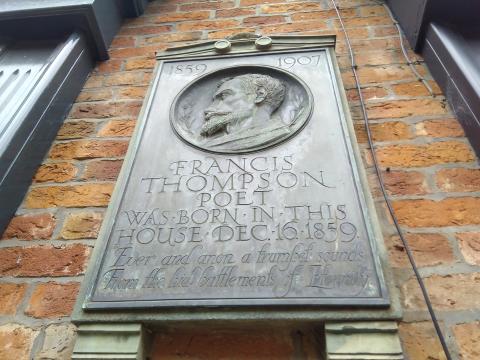 1859 1907
FRANCIS
THOMPSON
POET
WAS·BORN·IN·THIS
HOUSE·DEC·16·1859.
Ever and anon a trumpet sounds
From the hid battlements of Eternity